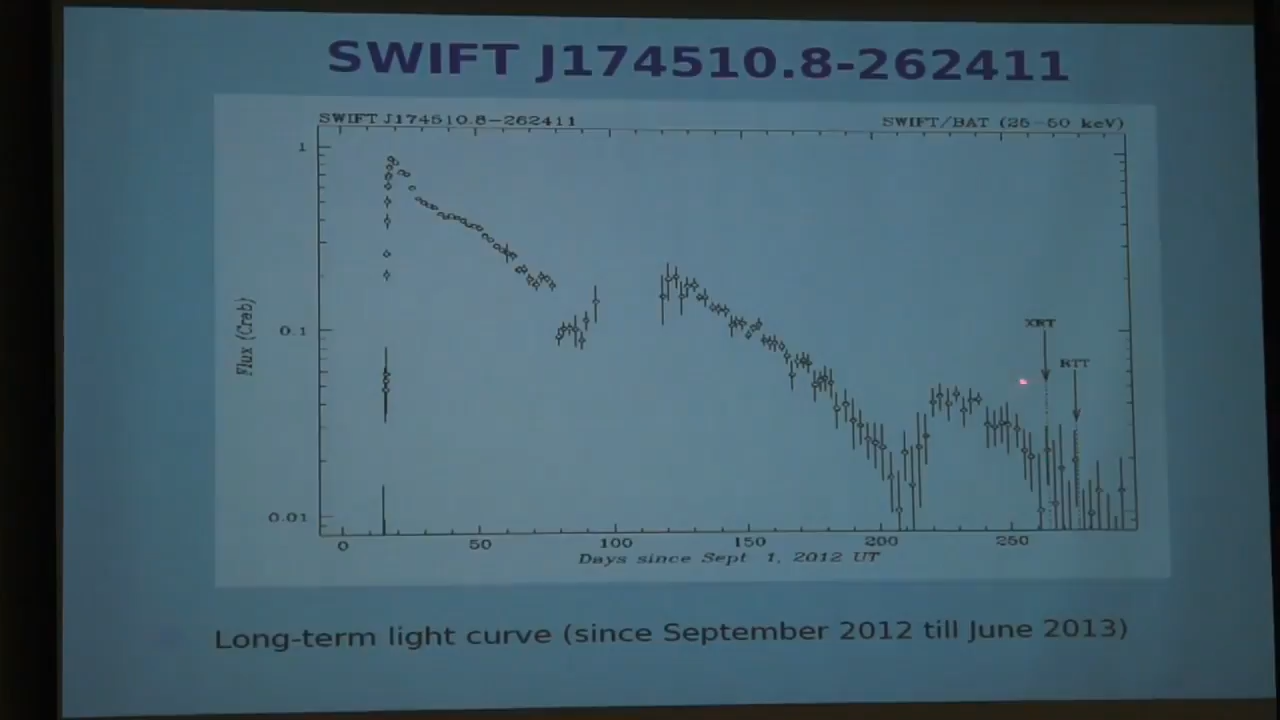 SWIFT J174510.8-262411
SWIFT J174510.8-262411 SWIFT/BAT (25-50 keV)
1
0.1
0.01
Flux (Crab)
XRT
RTT
0 50 100 150 200 250
Days since Sept 1, 2012 UT
Long-term light curve (since September 2012 till June 2013)